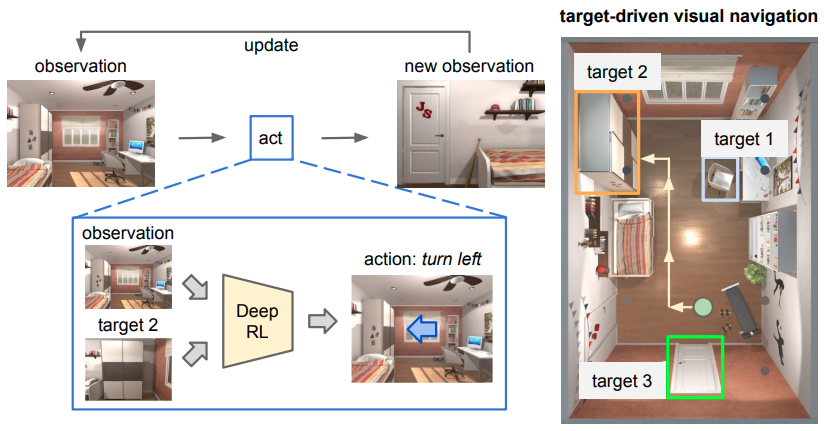 target-driven visual navigation
update
observation
new observation
act
JS
observation
target 2
Deep
RL
action: turn left
target 2
target 1
target 3